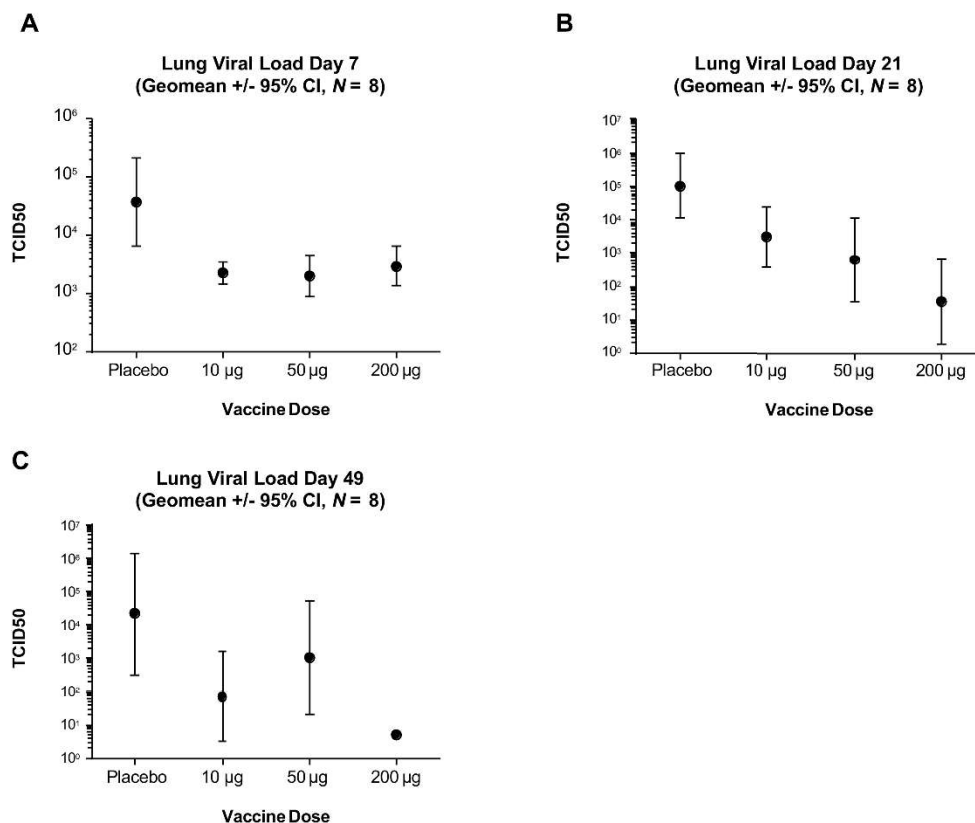 A
Lung Viral Load Day 7
(Geomean +/- 95% CI, N = 8)
10⁶
10⁵
10⁴
10³
10²
TCID50
Placebo 10 µg 50 µg 200 µg
Vaccine Dose
B
Lung Viral Load Day 21
(Geomean +/- 95% CI, N = 8)
10⁷
10⁶
10⁵
10⁴
10³
10²
10¹
10⁰
TCID50
Placebo 10 µg 50 µg 200 µg
Vaccine Dose
C
Lung Viral Load Day 49
(Geomean +/- 95% CI, N = 8)
10⁷
10⁶
10⁵
10⁴
10³
10²
10¹
10⁰
TCID50
Placebo 10 µg 50 µg 200 µg
Vaccine Dose